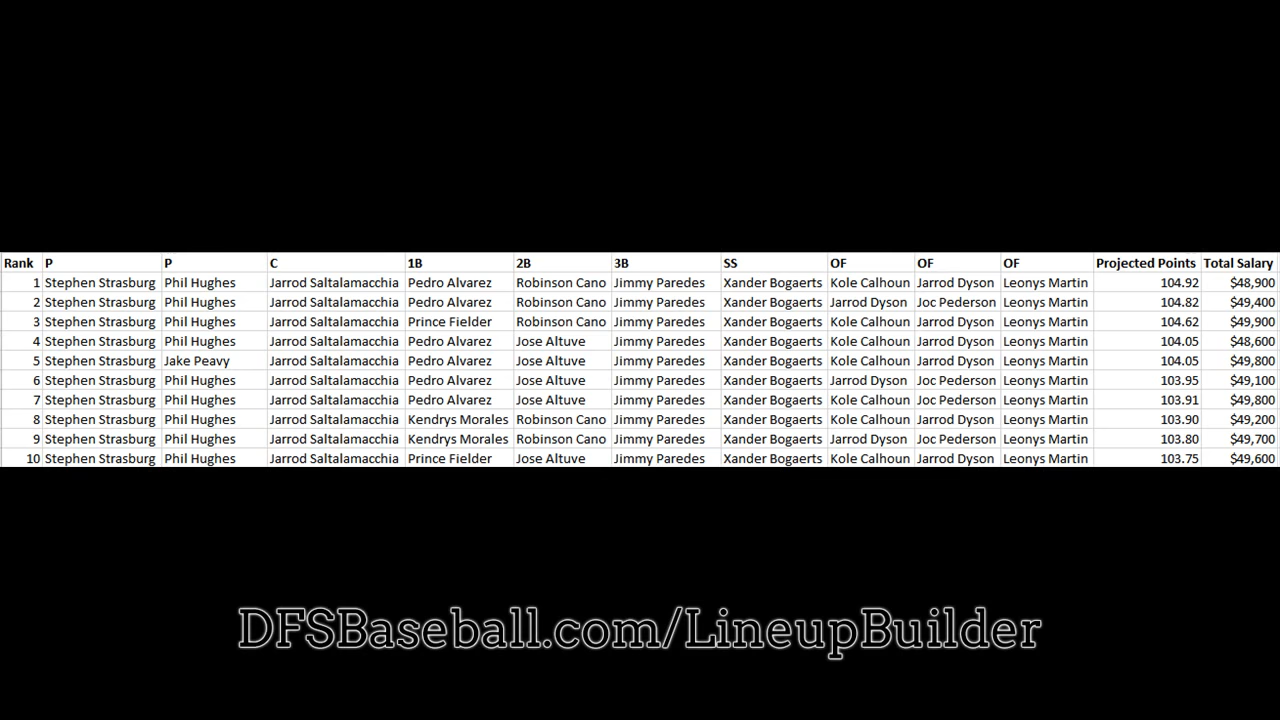 Rank P P C 1B 2B 3B SS OF OF OF Projected Points Total Salary
1 Stephen Strasburg Phil Hughes Jarrod Saltalamacchia Pedro Alvarez Robinson Cano Jimmy Paredes Xander Bogaerts Kole Calhoun Jarrod Dyson Leonys Martin 104.92 $48,900
2 Stephen Strasburg Phil Hughes Jarrod Saltalamacchia Pedro Alvarez Robinson Cano Jimmy Paredes Xander Bogaerts Jarrod Dyson Joc Pederson Leonys Martin 104.82 $49,400
3 Stephen Strasburg Phil Hughes Jarrod Saltalamacchia Prince Fielder Robinson Cano Jimmy Paredes Xander Bogaerts Kole Calhoun Jarrod Dyson Leonys Martin 104.62 $49,900
4 Stephen Strasburg Phil Hughes Jarrod Saltalamacchia Pedro Alvarez Jose Altuve Jimmy Paredes Xander Bogaerts Kole Calhoun Jarrod Dyson Leonys Martin 104.05 $48,600
5 Stephen Strasburg Jake Peavy Jarrod Saltalamacchia Pedro Alvarez Jose Altuve Jimmy Paredes Xander Bogaerts Kole Calhoun Jarrod Dyson Leonys Martin 104.05 $49,800
6 Stephen Strasburg Phil Hughes Jarrod Saltalamacchia Pedro Alvarez Jose Altuve Jimmy Paredes Xander Bogaerts Jarrod Dyson Joc Pederson Leonys Martin 103.95 $49,100
7 Stephen Strasburg Phil Hughes Jarrod Saltalamacchia Pedro Alvarez Jose Altuve Jimmy Paredes Xander Bogaerts Kole Calhoun Joc Pederson Leonys Martin 103.91 $49,800
8 Stephen Strasburg Phil Hughes Jarrod Saltalamacchia Kendrys Morales Robinson Cano Jimmy Paredes Xander Bogaerts Kole Calhoun Jarrod Dyson Leonys Martin 103.90 $49,200
9 Stephen Strasburg Phil Hughes Jarrod Saltalamacchia Kendrys Morales Robinson Cano Jimmy Paredes Xander Bogaerts Jarrod Dyson Joc Pederson Leonys Martin 103.80 $49,700
10 Stephen Strasburg Phil Hughes Jarrod Saltalamacchia Prince Fielder Jose Altuve Jimmy Paredes Xander Bogaerts Kole Calhoun Jarrod Dyson Leonys Martin 103.75 $49,600
DFSBaseball.com/LineupBuilder